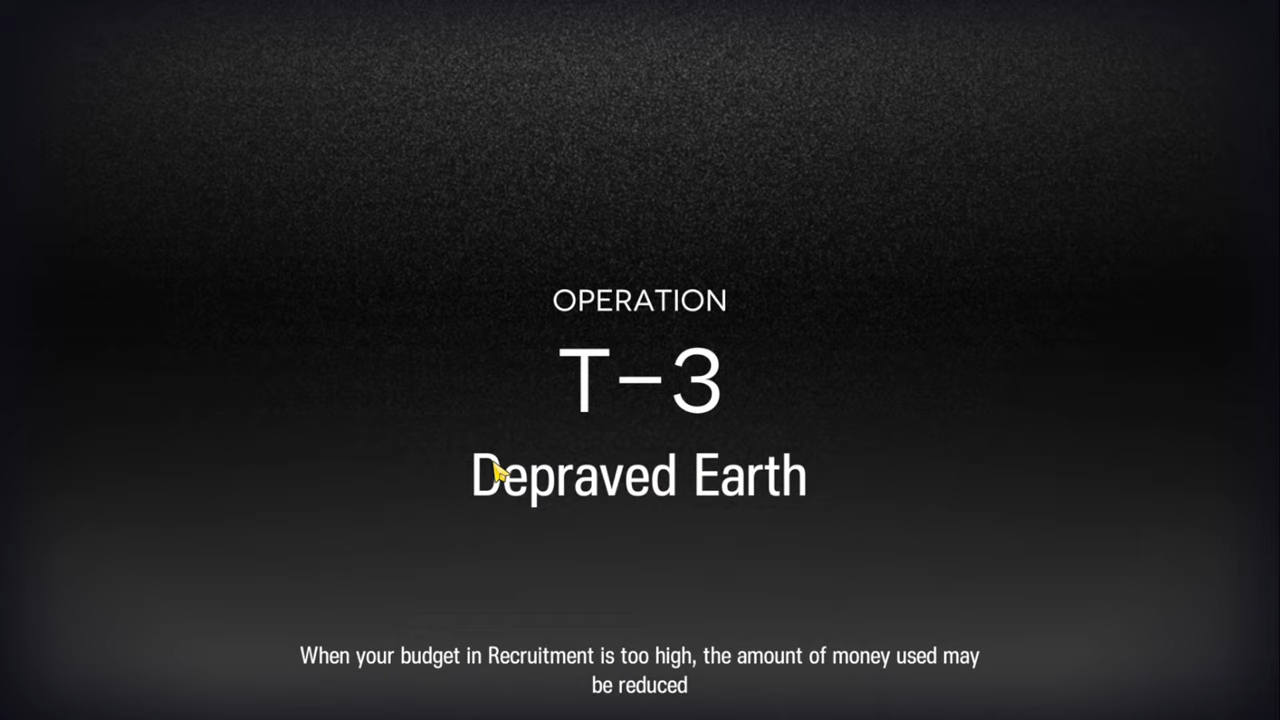 OPERATION
T-3
Depraved Earth
When your budget in Recruitment is too high, the amount of money used may
be reduced